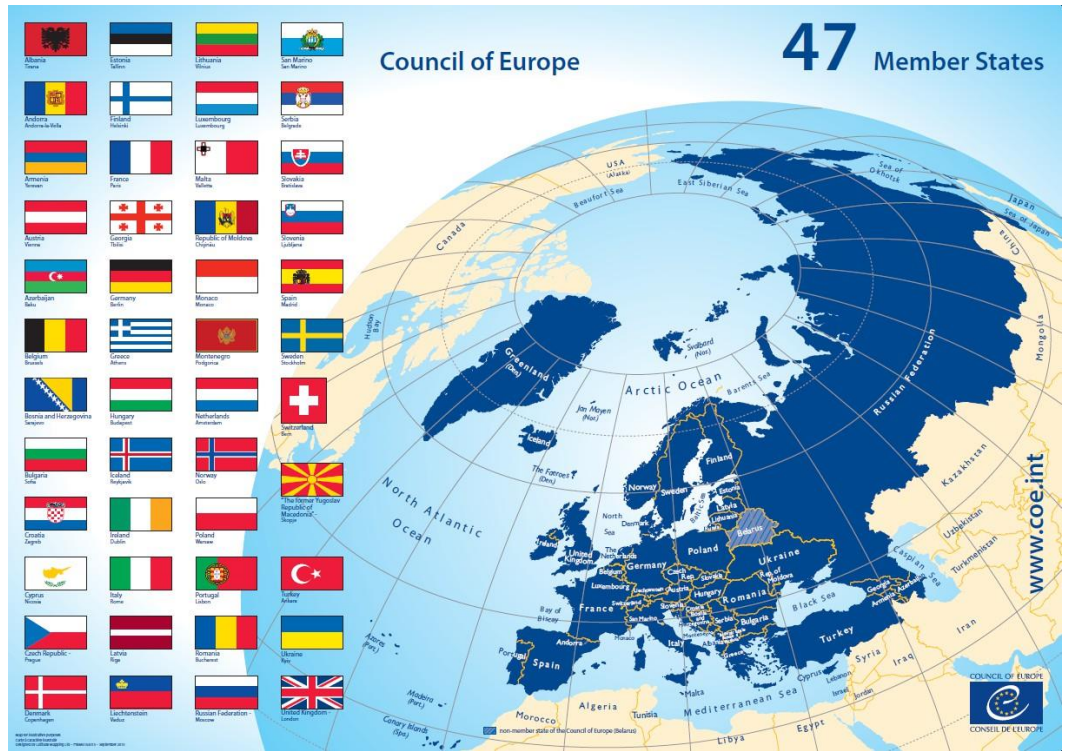 Council of Europe
47 Member States
Albania
Tirana
Estonia
Tallinn
Lithuania
Vilnius
San Marino
San Marino
Andorra
Andorra-la-Vella
Finland
Helsinki
Luxembourg
Luxembourg
Serbia
Belgrade
Armenia
Yerevan
France
Paris
Malta
Vallette
Slovakia
Bratislava
Austria
Vienna
Georgia
Tbilisi
Republic of Moldova
Chișinău
Slovenia
Ljubljana
Azerbaijan
Baku
Germany
Berlin
Monaco
Monaco
Spain
Madrid
Belgium
Brussels
Greece
Athens
Montenegro
Sweden
Stockholm
Bosnia and Herzegovina
Sarajevo
Hungary
Budapest
Netherlands
Amsterdam
Switzerland
Bern
Bulgaria
Sofia
Iceland
Reykjavik
Norway
Oslo
"The former Yugoslav
Republic of
Macedonia" -
Skopje
Croatia
Zagreb
Ireland
Dublin
Poland
Warsaw
Cyprus
Nicosia
Italy
Rome
Portugal
Lisbon
Turkey
Ankara
Czech Republic -
Prague
Latvia
Riga
Romania
Bucharest
Ukraine
Kyiv
Denmark
Copenhagen
Liechtenstein
Vaduz
Russian Federation -
Moscow
United Kingdom -
London
USA
(Alaska)
Beaufort Sea
East Siberian Sea
Sea of
Okhotsk
Japan
Sea of Japan
China
Canada
Hudson
Bay
Mongolia
Greenland
(Den.)
Svalbard
(Nor.)
Arctic Ocean
Barents Sea
Russian Federation
Jan Mayen
(Nor.)
Iceland
The Faeroes
(Den.)
North Atlantic
Ocean
Norway
Sweden
Finland
Baltic Sea
Estonia
Latvia
Lithuania
North
Sea
Denmark
Belarus
Kazakhstan
Uzbekistan
Turkmenistan
Caspian Sea
www.coe.int
Ireland
United
Kingdom
The
Netherlands
Belgium
Germany
Poland
Ukraine
Luxembourg
Czech
Rep.
Slovakia
Rep. of
Moldova
Liechtenstein
Austria
Hungary
Romania
France
Switzerland
Slovenia
Croatia
Serbia
Bulgaria
Black Sea
Georgia
Armenia
Azerbaijan
Bay of
Biscay
San Marino
Monaco
Andorra
Italy
Greece
Turkey
Portugal
Spain
Azores
(Port.)
Madeira
(Port.)
Canary Islands
(Sp.)
Malta
Mediterranean Sea
Cyprus
Syria
Lebanon
Israel
Jordan
Iraq
Iran
Morocco
Algeria
Tunisia
Libya
Egypt
non-member state of the Council of Europe (Belarus)
COUNCIL OF EUROPE
CONSEIL DE L'EUROPE